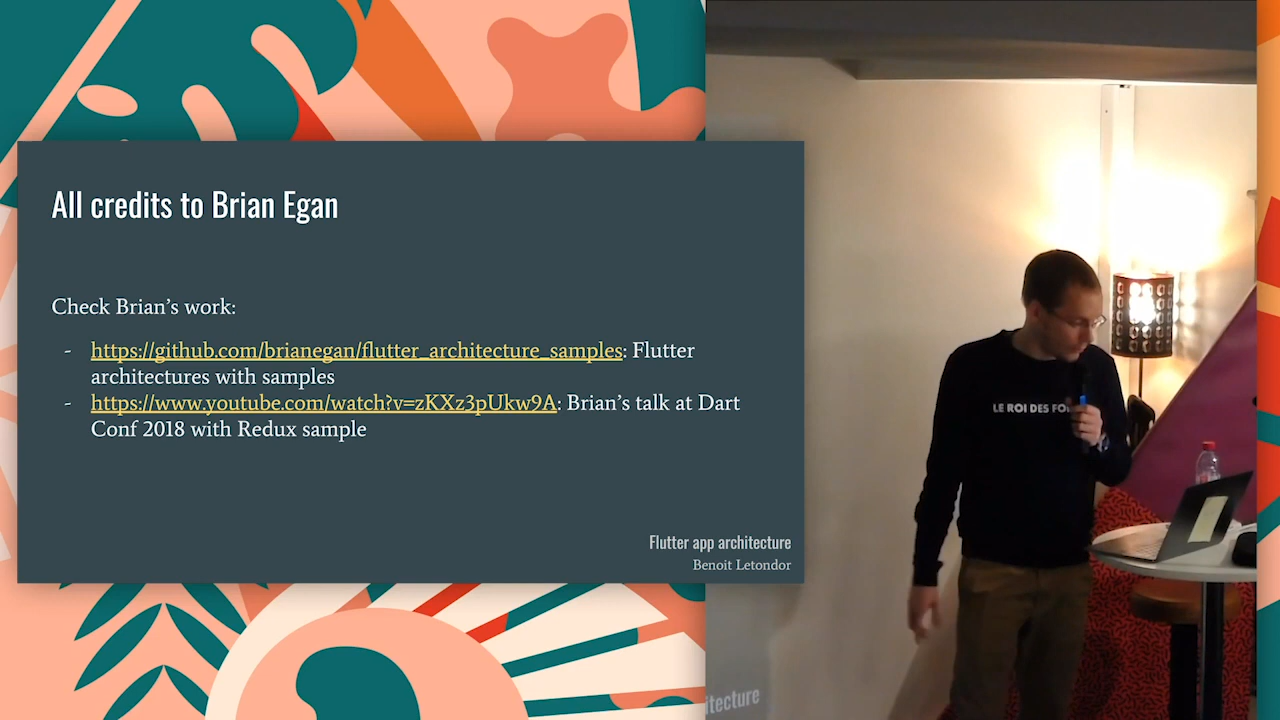 All credits to Brian Egan
Check Brian’s work:
- https://github.com/brianegan/flutter_architecture_samples: Flutter
architectures with samples
- https://www.youtube.com/watch?v=zKXz3pUkw9A: Brian’s talk at Dart
Conf 2018 with Redux sample
Flutter app architecture
Benoit Letondor
LE ROI DES
itecture